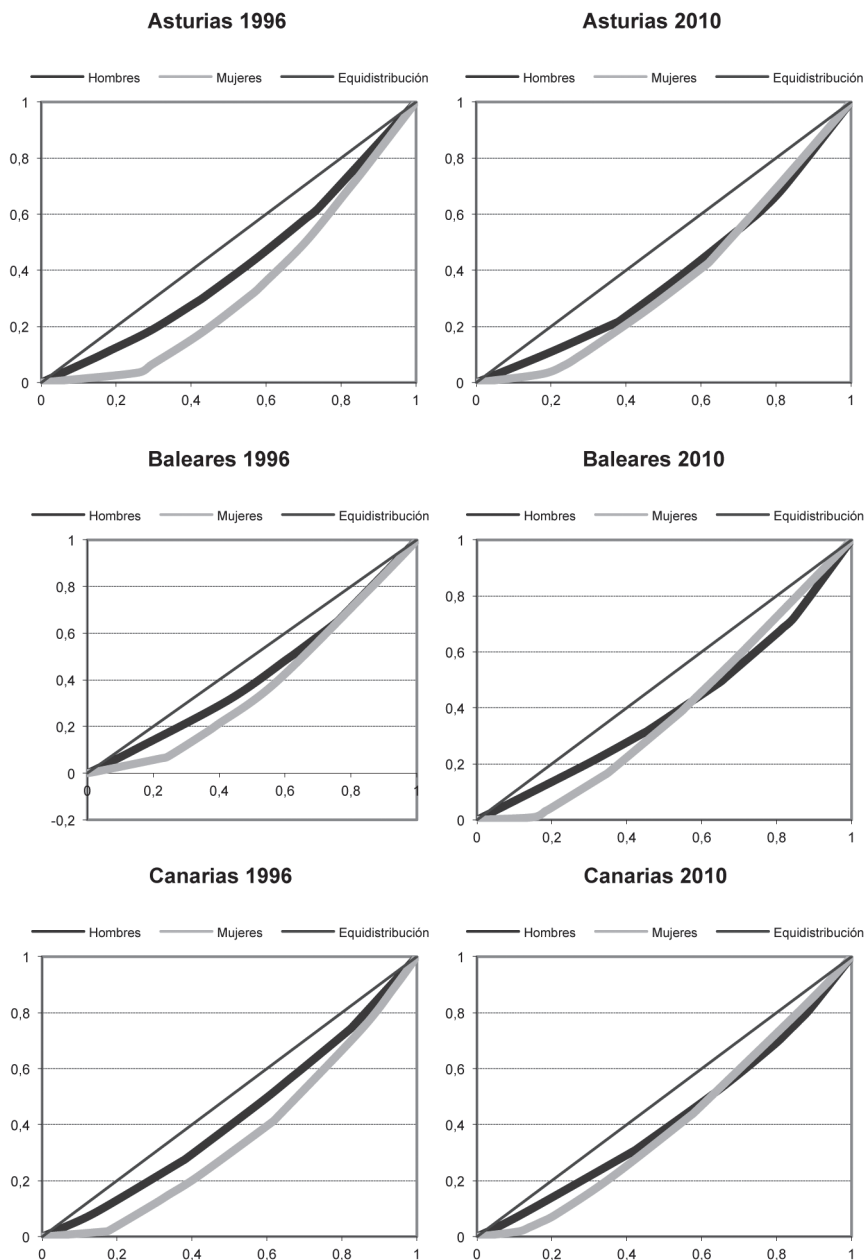 Asturias 1996
Hombres Mujeres Equidistribución
1
0,8
0,6
0,4
0,2
0
0 0,2 0,4 0,6 0,8 1
Asturias 2010
Hombres Mujeres Equidistribución
1
0,8
0,6
0,4
0,2
0
0 0,2 0,4 0,6 0,8 1
Baleares 1996
Hombres Mujeres Equidistribución
1
0,8
0,6
0,4
0,2
0
0 0,2 0,4 0,6 0,8 1
-0,2
Baleares 2010
Hombres Mujeres Equidistribución
1
0,8
0,6
0,4
0,2
0
0 0,2 0,4 0,6 0,8 1
Canarias 1996
Hombres Mujeres Equidistribución
1
0,8
0,6
0,4
0,2
0
0 0,2 0,4 0,6 0,8 1
Canarias 2010
Hombres Mujeres Equidistribución
1
0,8
0,6
0,4
0,2
0
0 0,2 0,4 0,6 0,8 1